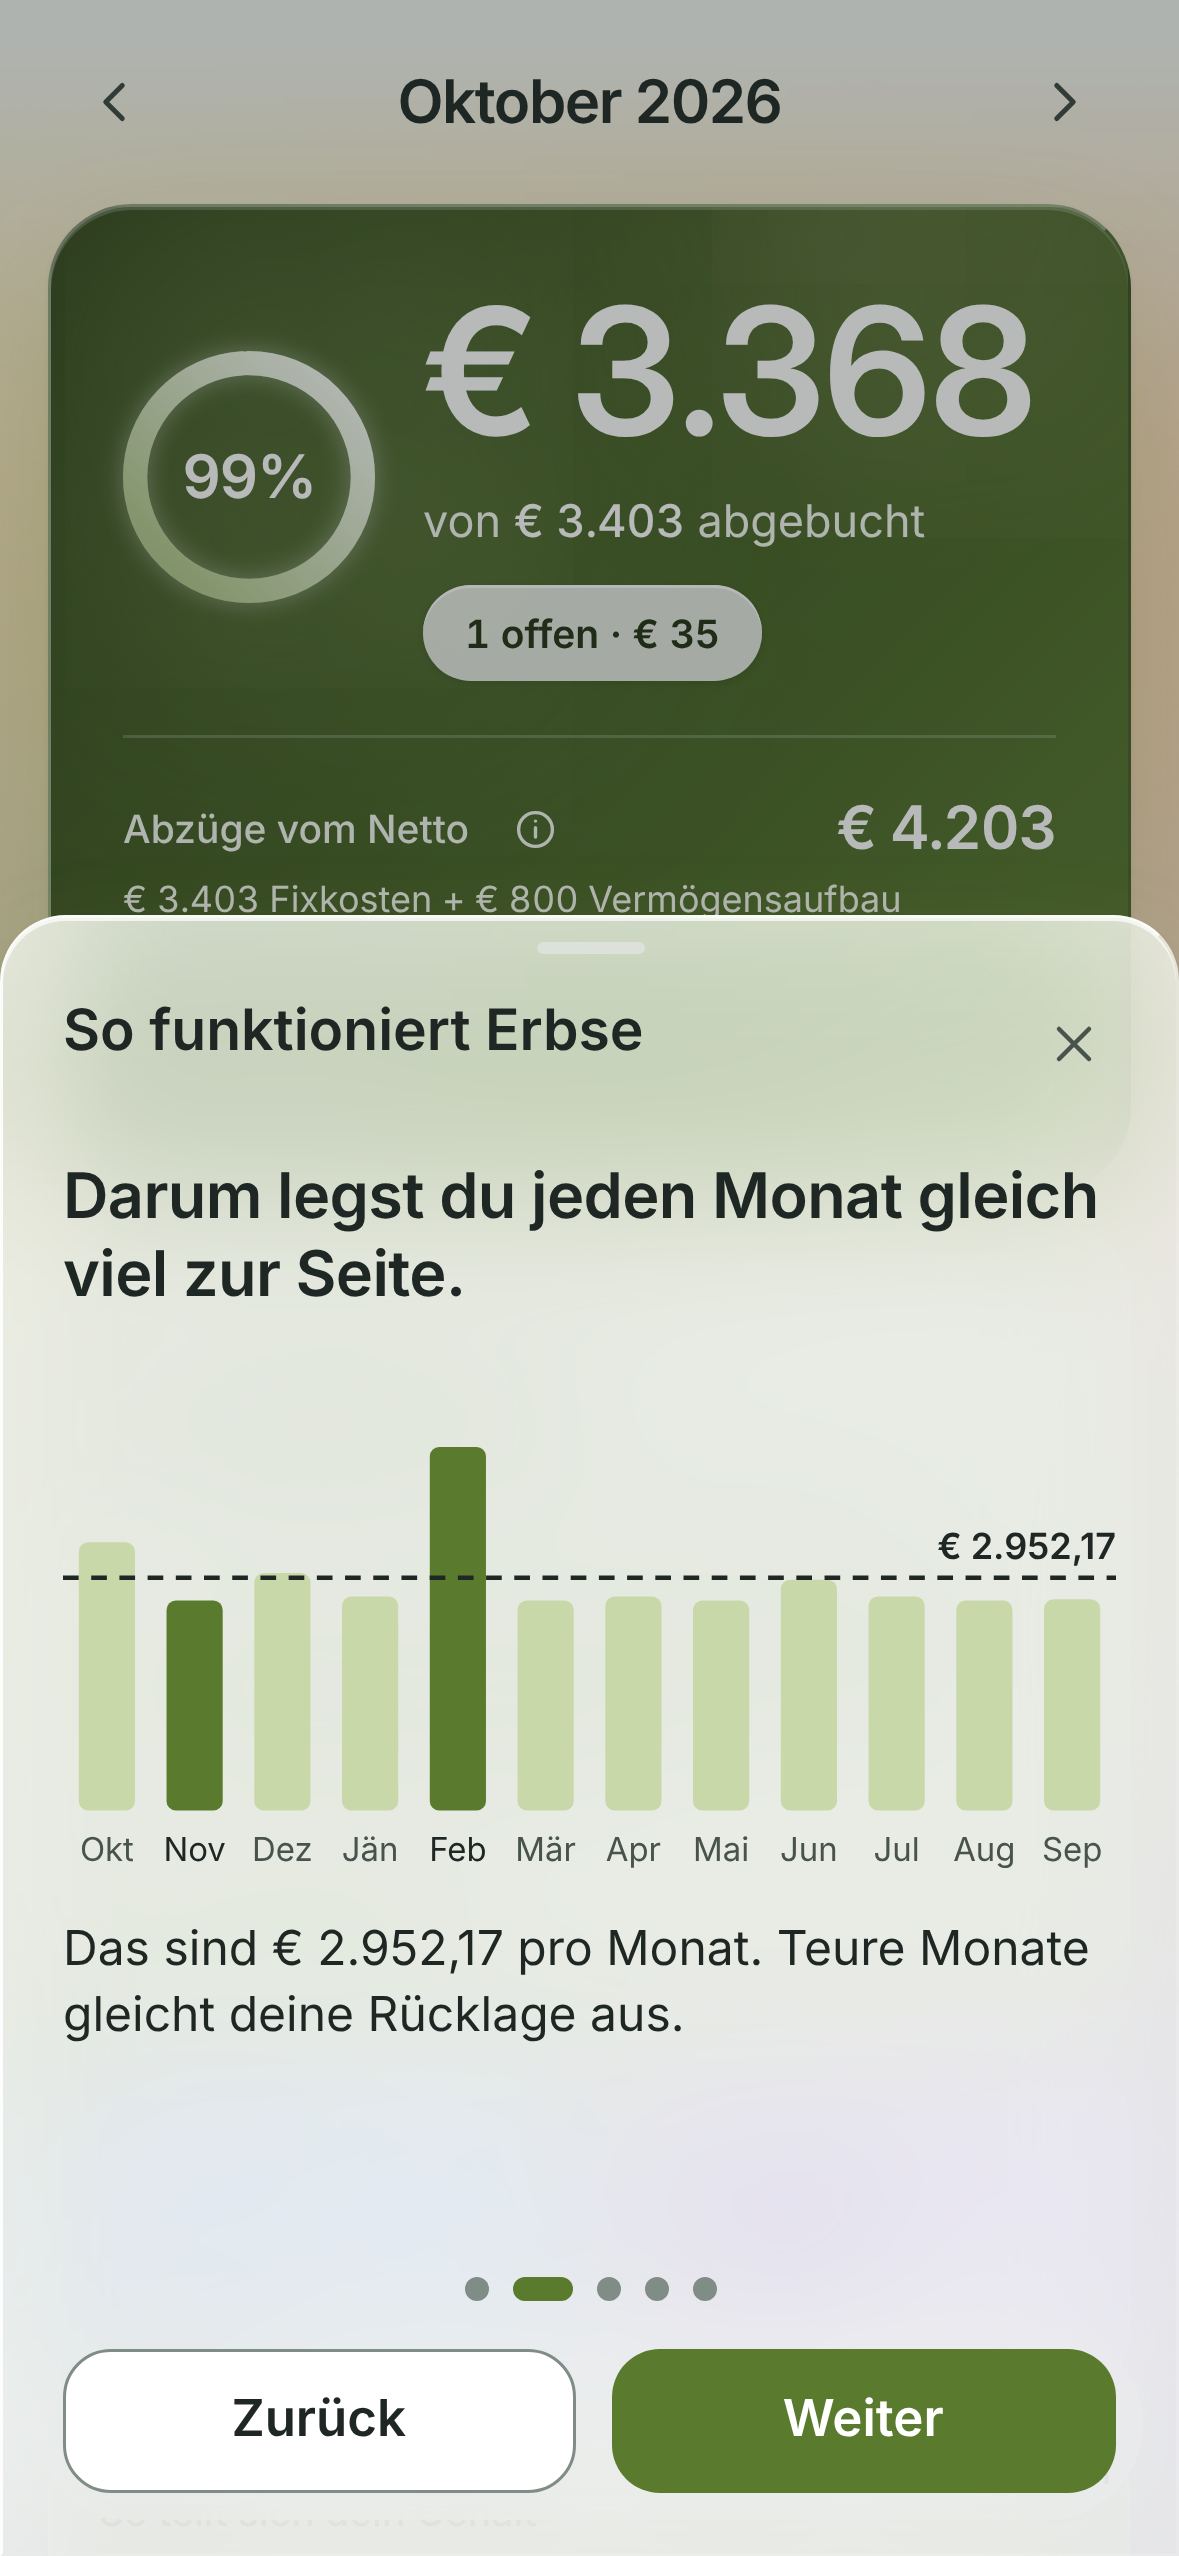 Oktober 2026
€ 3.368
99%
von € 3.403 abgebucht
1 offen · € 35
Abzüge vom Netto
€ 4.203
€ 3.403 Fixkosten + € 800 Vermögensaufbau
So funktioniert Erbse
Darum legst du jeden Monat gleich
viel zur Seite.
€ 2.952,17
Okt Nov Dez Jän Feb Mär Apr Mai Jun Jul Aug Sep
Das sind € 2.952,17 pro Monat. Teure Monate
gleicht deine Rücklage aus.
Zurück
Weiter